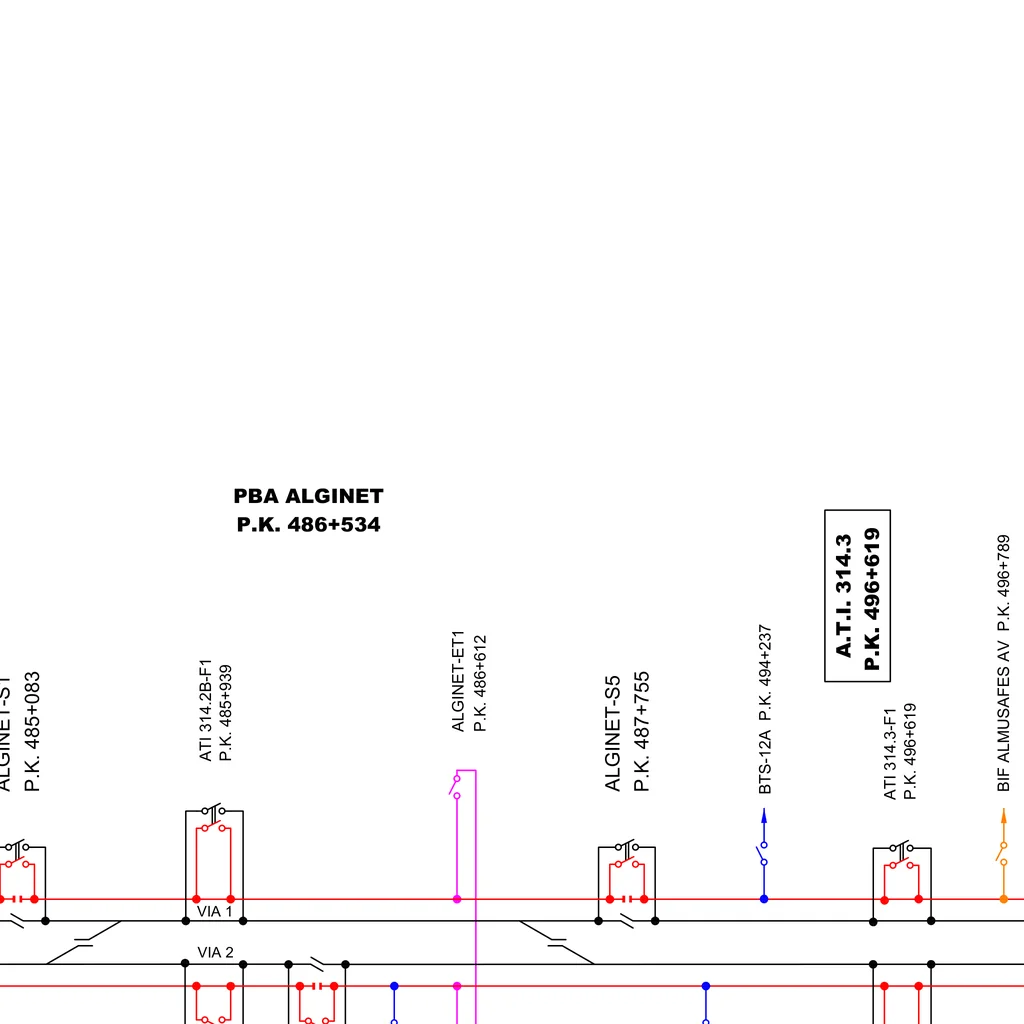 PBA ALGINET
P.K. 486+534
A.T.I. 314.3
P.K. 496+619
P.K. 485+083
ATI 314.2B-F1
P.K. 485+939
ALGINET-ET1
P.K. 486+612
ALGINET-S5
P.K. 487+755
BTS-12A P.K. 494+237
ATI 314.3-F1
P.K. 496+619
BIF ALMUSAFES AV P.K. 496+789
VIA 1
VIA 2